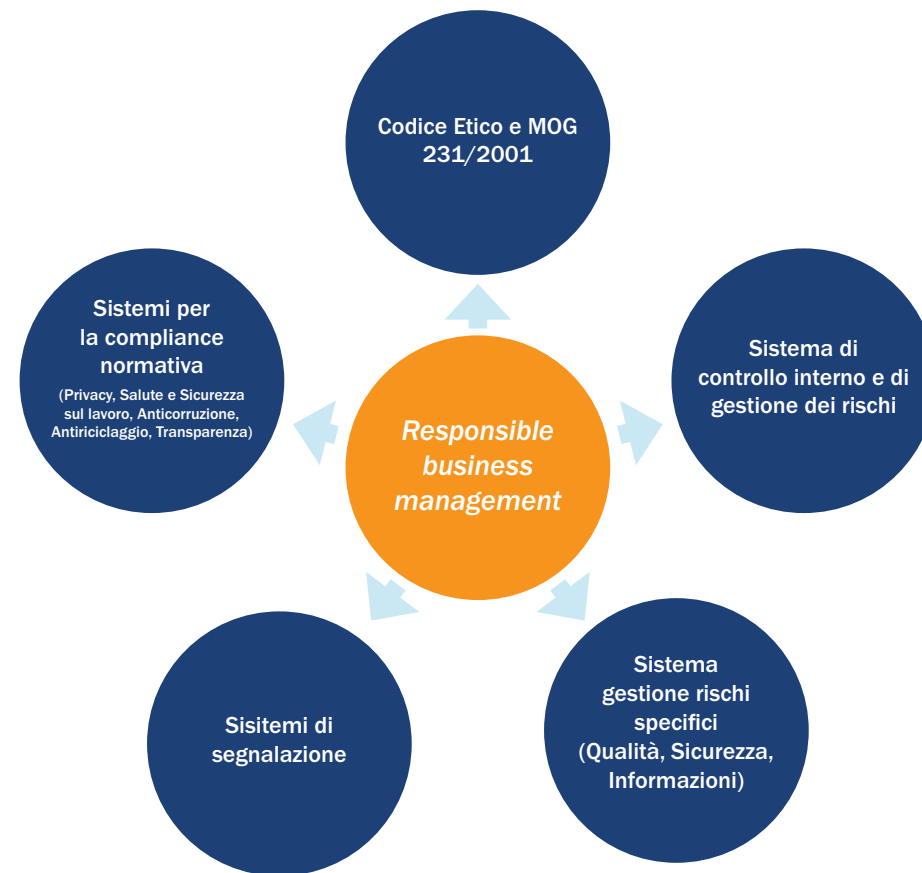 Codice Etico e MOG
231/2001
Sistemi per
la compliance
normativa
(Privacy, Salute e Sicurezza
sul lavoro, Anticorruzione,
Antiriciclaggio, Transparenza)
Sistema di
controllo interno e di
gestione dei rischi
Responsible
business
management
Sisitemi di
segnalazione
Sistema
gestione rischi
specifici
(Qualità, Sicurezza,
Informazioni)